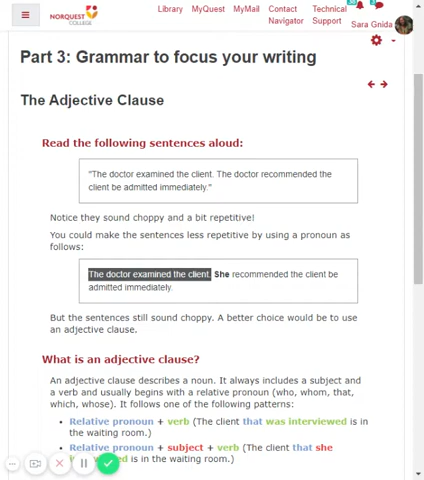 Library MyQuest MyMail Contact Navigator Technical Support
NORQUEST
COLLEGE
Sara Gnida
Part 3: Grammar to focus your writing
The Adjective Clause
Read the following sentences aloud:
"The doctor examined the client. The doctor recommended the
client be admitted immediately."
Notice they sound choppy and a bit repetitive!
You could make the sentences less repetitive by using a pronoun as
follows:
The doctor examined the client. She recommended the client be
admitted immediately.
But the sentences still sound choppy. A better choice would be to use
an adjective clause.
What is an adjective clause?
An adjective clause describes a noun. It always includes a subject and
a verb and usually begins with a relative pronoun (who, whom, that,
which, whose). It follows one of the following patterns:
Relative pronoun + verb (The client that was interviewed is in
the waiting room.)
Relative pronoun + subject + verb (The client that she
is in the waiting room.)